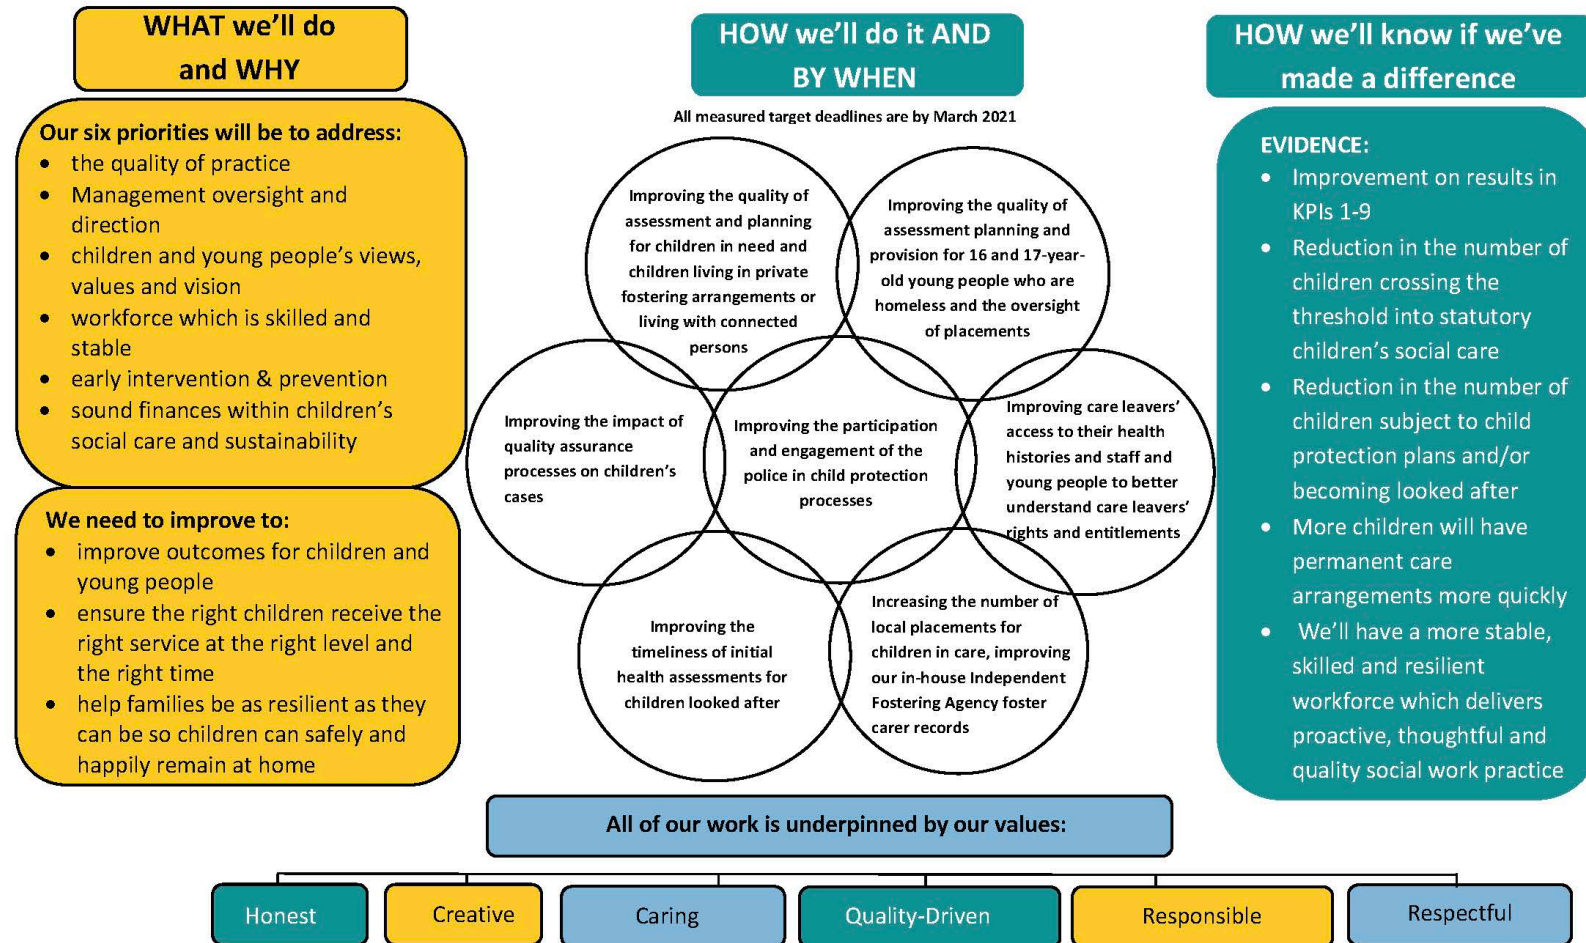 WHAT we'll do
and WHY
Our six priorities will be to address:
• the quality of practice
• Management oversight and
direction
• children and young people's views,
values and vision
• workforce which is skilled and
stable
• early intervention & prevention
• sound finances within children's
social care and sustainability
We need to improve to:
• improve outcomes for children and
young people
• ensure the right children receive the
right service at the right level and
the right time
• help families be as resilient as they
can be so children can safely and
happily remain at home
HOW we'll do it AND
BY WHEN
All measured target deadlines are by March 2021
Improving the quality of
assessment and planning
for children in need and
children living in private
fostering arrangements or
living with connected
persons
Improving the quality of
assessment planning and
provision for 16 and 17-year-
old young people who are
homeless and the oversight
of placements
Improving the impact of
quality assurance
processes on children's
cases
Improving the participation
and engagement of the
police in child protection
processes
Improving care leavers'
access to their health
histories and staff and
young people to better
understand care leavers'
rights and entitlements
Improving the
timeliness of initial
health assessments for
children looked after
Increasing the number of
local placements for
children in care, improving
our in-house Independent
Fostering Agency foster
carer records
HOW we'll know if we've
made a difference
EVIDENCE:
• Improvement on results in
KPIs 1-9
• Reduction in the number of
children crossing the
threshold into statutory
children's social care
• Reduction in the number of
children subject to child
protection plans and/or
becoming looked after
• More children will have
permanent care
arrangements more quickly
• We'll have a more stable,
skilled and resilient
workforce which delivers
proactive, thoughtful and
quality social work practice
All of our work is underpinned by our values:
Honest
Creative
Caring
Quality-Driven
Responsible
Respectful